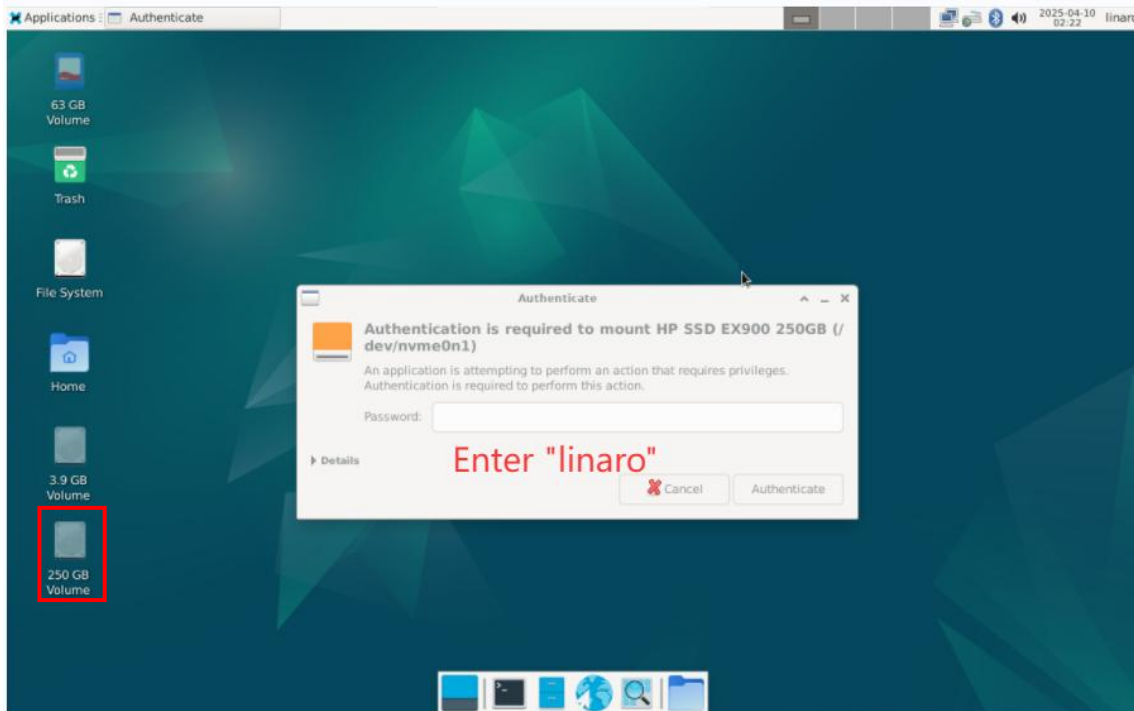 Applications
Authenticate
2025-04-10
02:22
linaro
63 GB
Volume
Trash
File System
Home
3.9 GB
Volume
250 GB
Volume
Authenticate
Authentication is required to mount HP SSD EX900 250GB (/
dev/nvme0n1)
An application is attempting to perform an action that requires privileges.
Authentication is required to perform this action.
Password:
Details
Enter "linaro"
Cancel
Authenticate